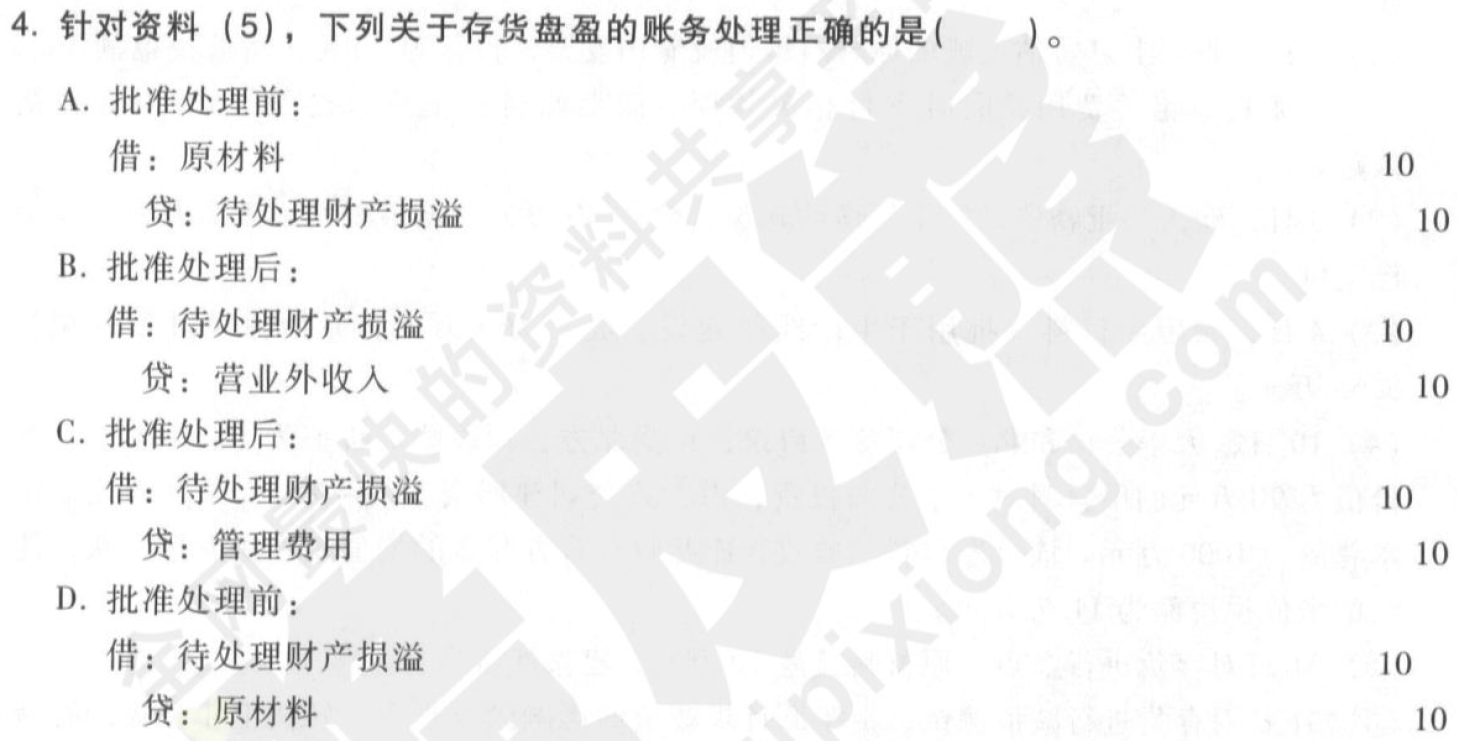 4. 针对资料（5），下列关于存货盘盈的账务处理正确的是(　　)。
A. 批准处理前：
借：原材料 10
贷：待处理财产损溢 10
B. 批准处理后：
借：待处理财产损溢 10
贷：营业外收入 10
C. 批准处理后：
借：待处理财产损溢 10
贷：管理费用 10
D. 批准处理前：
借：待处理财产损溢 10
贷：原材料 10
全网最快的资料共享